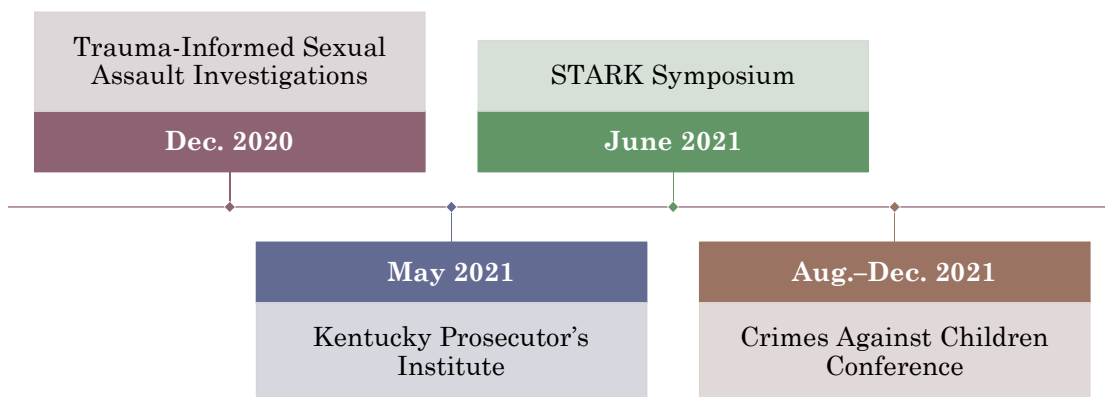 Trauma-Informed Sexual
Assault Investigations
Dec. 2020
STARK Symposium
June 2021
May 2021
Kentucky Prosecutor’s
Institute
Aug.–Dec. 2021
Crimes Against Children
Conference